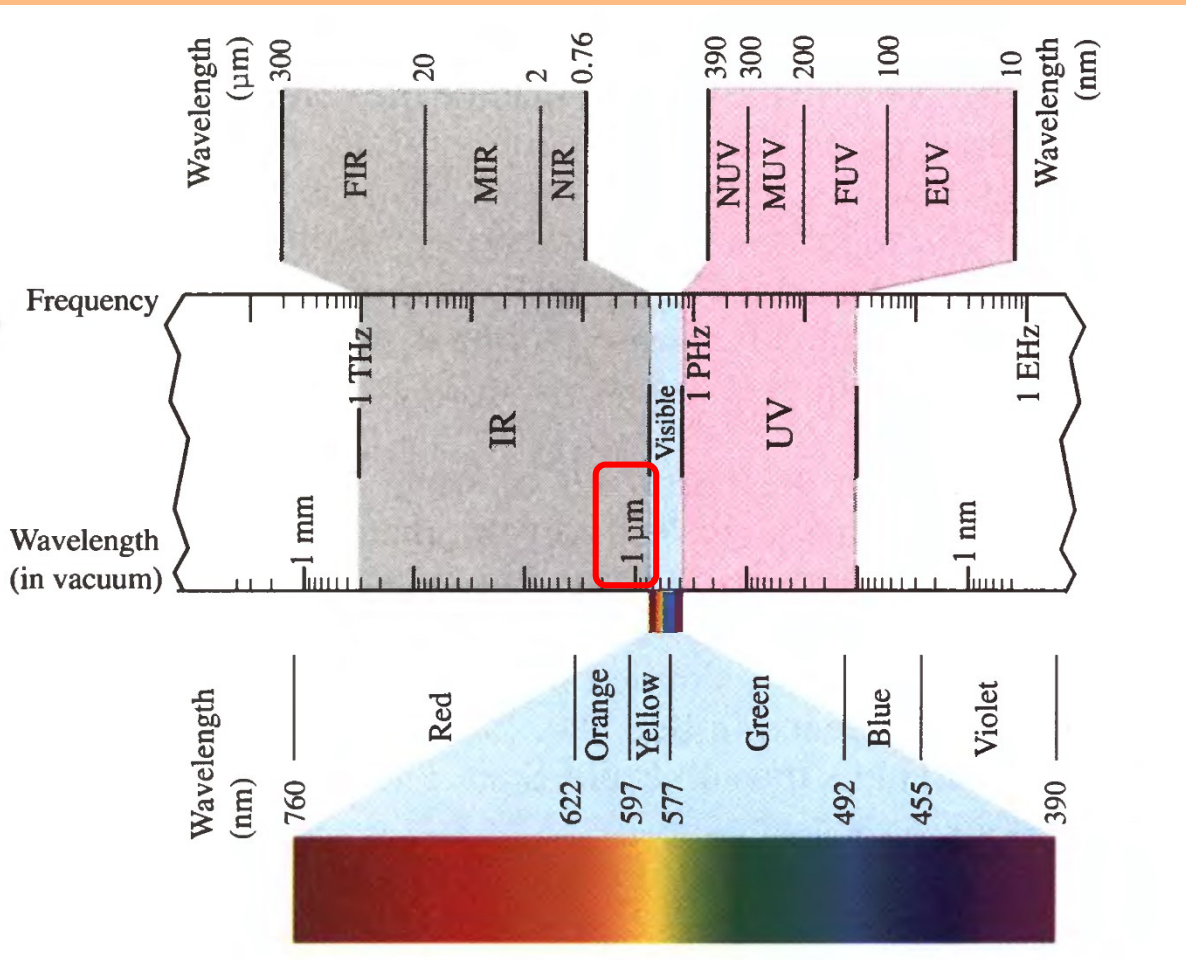 Wavelength
(μm)
300
20
2
0.76
390
300
200
100
10
Wavelength
(nm)
FIR
MIR
NIR
NUV
MUV
FUV
EUV
Frequency
1 THz
1 PHz
1 EHz
IR
Visible
UV
Wavelength
(in vacuum)
1 mm
1 μm
1 nm
Wavelength
(nm)
Red
Orange
Yellow
Green
Blue
Violet
760
622
597
577
492
455
390